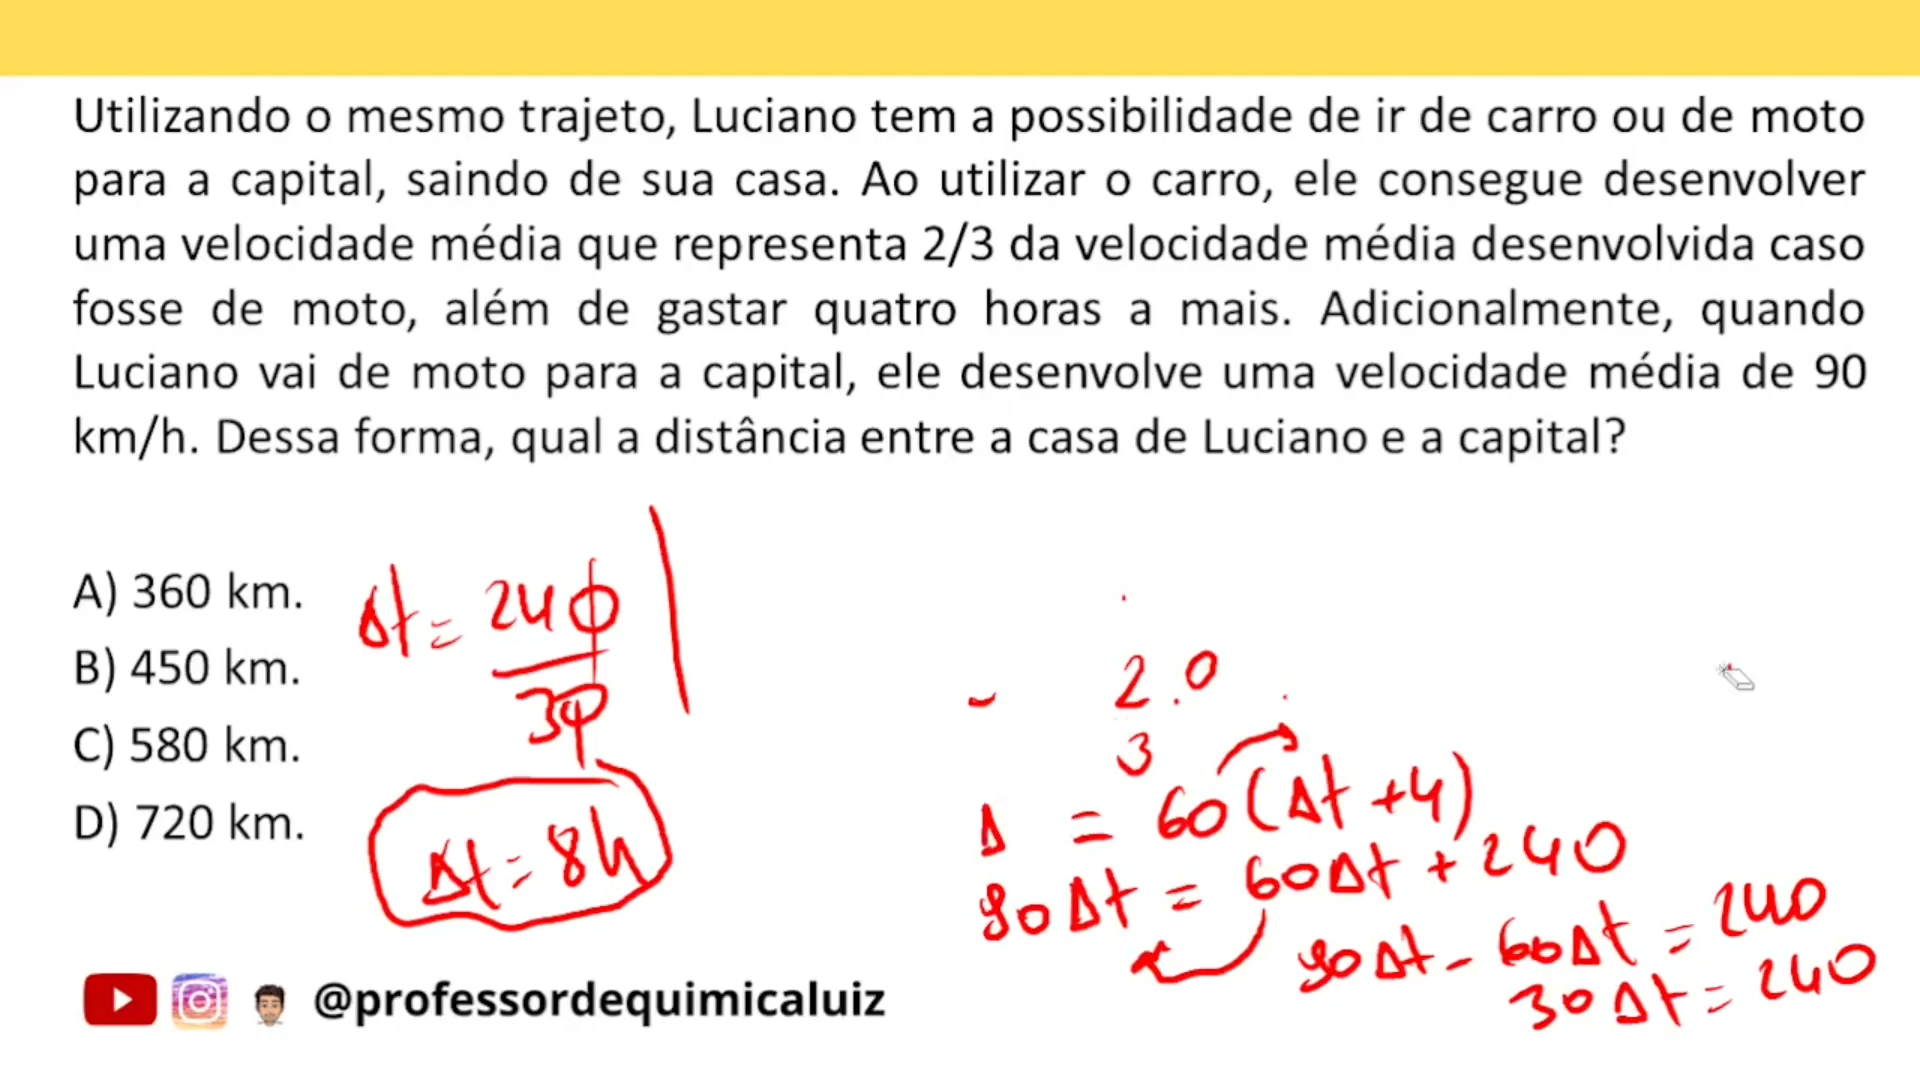 Utilizando o mesmo trajeto, Luciano tem a possibilidade de ir de carro ou de moto
para a capital, saindo de sua casa. Ao utilizar o carro, ele consegue desenvolver
uma velocidade média que representa 2/3 da velocidade média desenvolvida caso
fosse de moto, além de gastar quatro horas a mais. Adicionalmente, quando
Luciano vai de moto para a capital, ele desenvolve uma velocidade média de 90
km/h. Dessa forma, qual a distância entre a casa de Luciano e a capital?
A) 360 km.
B) 450 km.
C) 580 km.
D) 720 km.
Δt = 240
30
Δt = 8h
2.0
3
Δ = 60(Δt+4)
90Δt = 60Δt + 240
90Δt - 60Δt = 240
30Δt = 240
@professordequimicaluiz